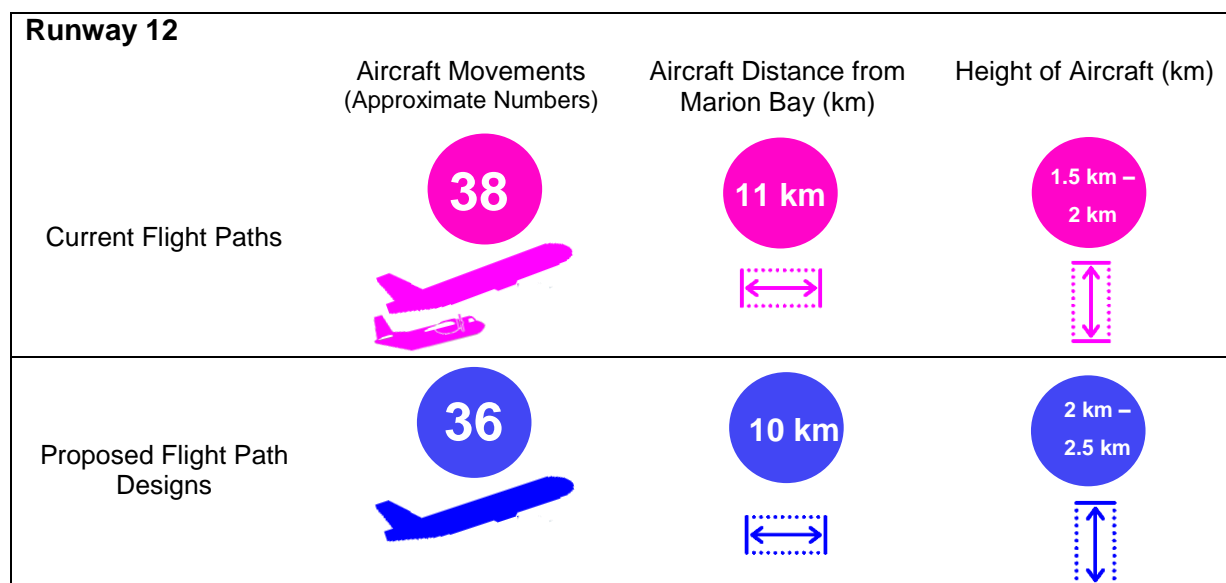 Runway 12
Aircraft Movements
(Approximate Numbers)
Aircraft Distance from
Marion Bay (km)
Height of Aircraft (km)
Current Flight Paths
38
11 km
1.5 km –
2 km
Proposed Flight Path
Designs
36
10 km
2 km –
2.5 km